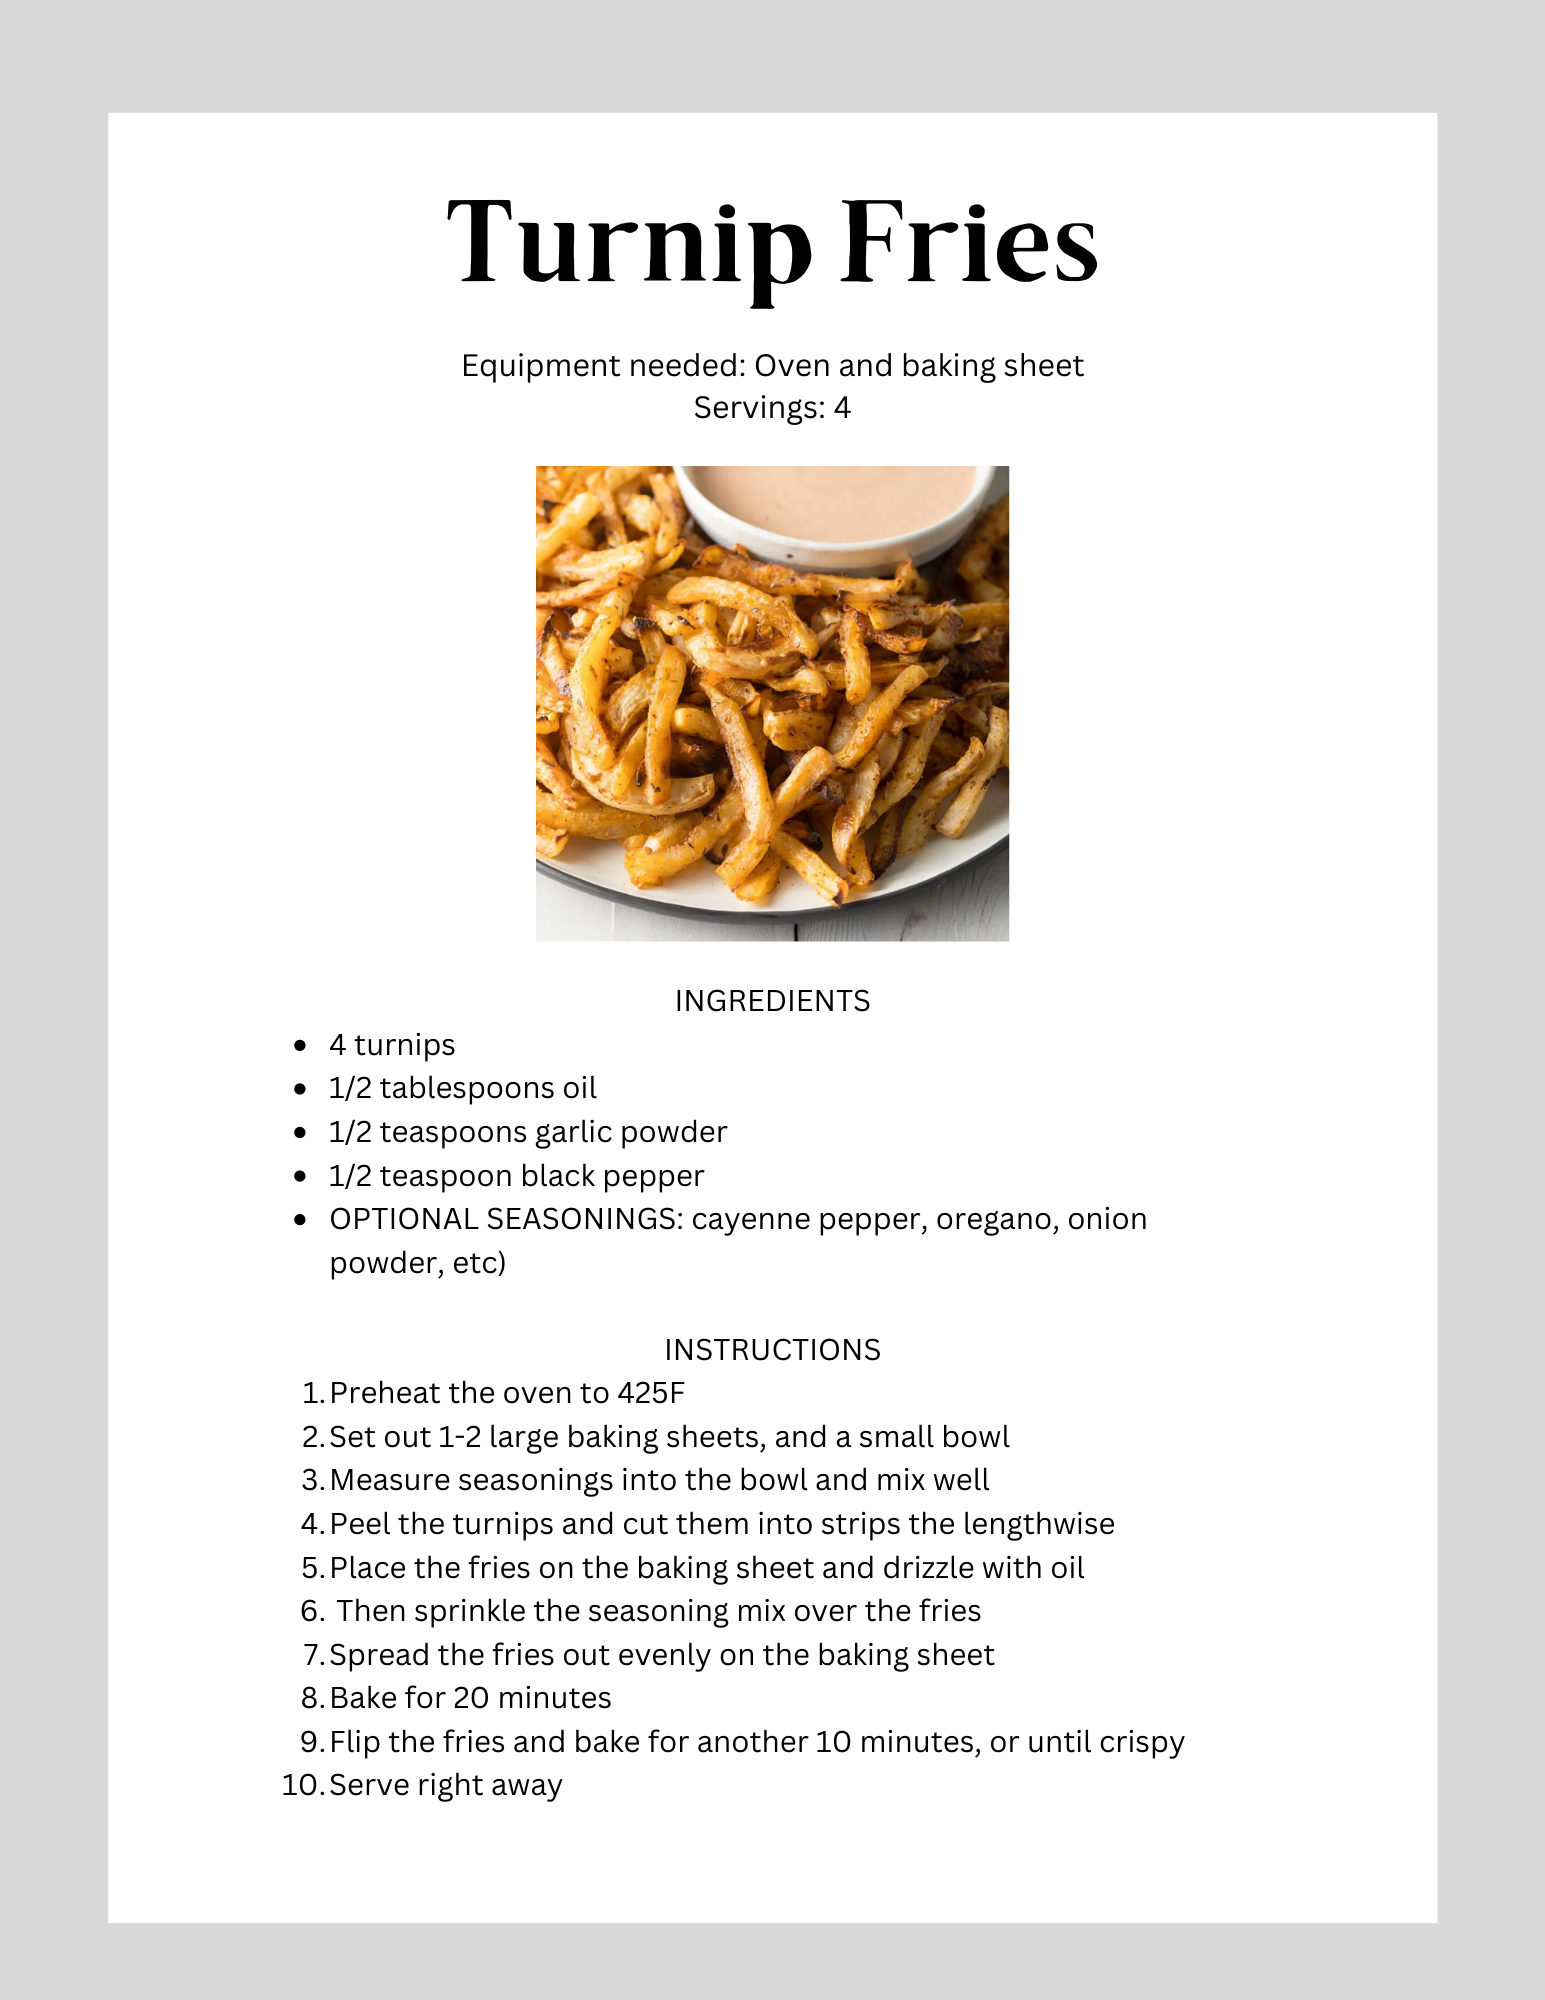 Turnip Fries
Equipment needed: Oven and baking sheet
Servings: 4
INGREDIENTS
• 4 turnips
• 1/2 tablespoons oil
• 1/2 teaspoons garlic powder
• 1/2 teaspoon black pepper
• OPTIONAL SEASONINGS: cayenne pepper, oregano, onion
powder, etc)
INSTRUCTIONS
1. Preheat the oven to 425F
2. Set out 1-2 large baking sheets, and a small bowl
3. Measure seasonings into the bowl and mix well
4. Peel the turnips and cut them into strips the lengthwise
5. Place the fries on the baking sheet and drizzle with oil
6. Then sprinkle the seasoning mix over the fries
7. Spread the fries out evenly on the baking sheet
8. Bake for 20 minutes
9. Flip the fries and bake for another 10 minutes, or until crispy
10. Serve right away